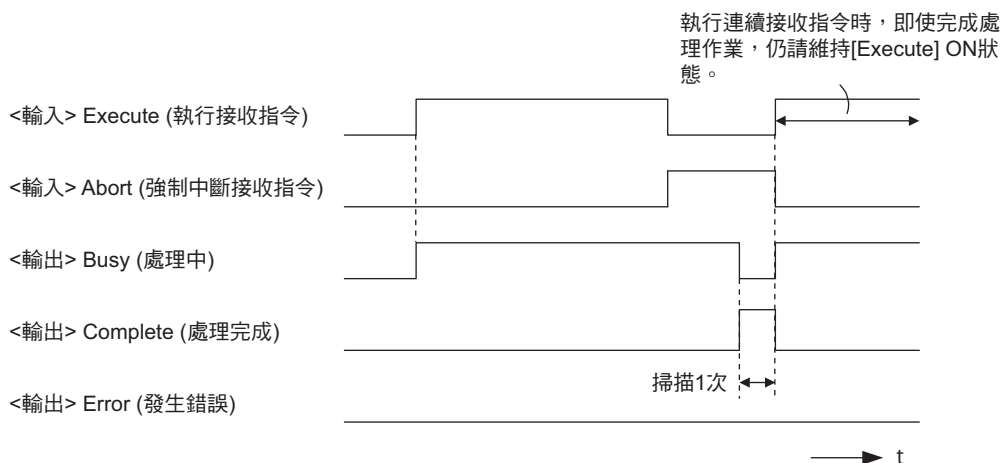 執行連續接收指令時，即使完成處
理作業，仍請維持[Execute] ON狀
態。
<輸入> Execute (執行接收指令)
<輸入> Abort (強制中斷接收指令)
<輸出> Busy (處理中)
<輸出> Complete (處理完成)
掃描1次
<輸出> Error (發生錯誤)
t